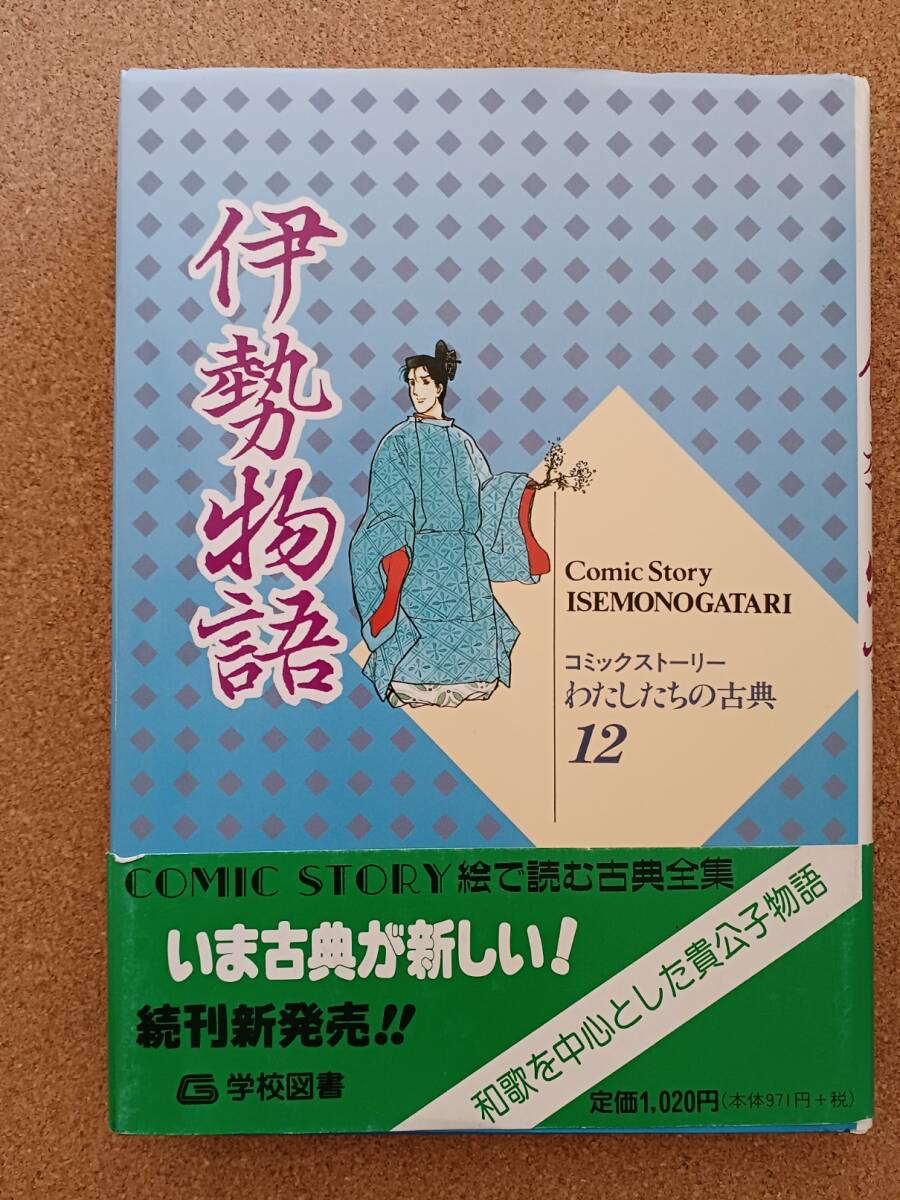 伊勢物語
Comic Story
ISEMONOGATARI
コミックストーリー
わたしたちの古典
12
COMIC STORY 絵で読む古典全集
いま古典が新しい!
続刊新発売!!
学校図書
和歌を中心とした貴公子物語
定価1,020円(本体971円+税)